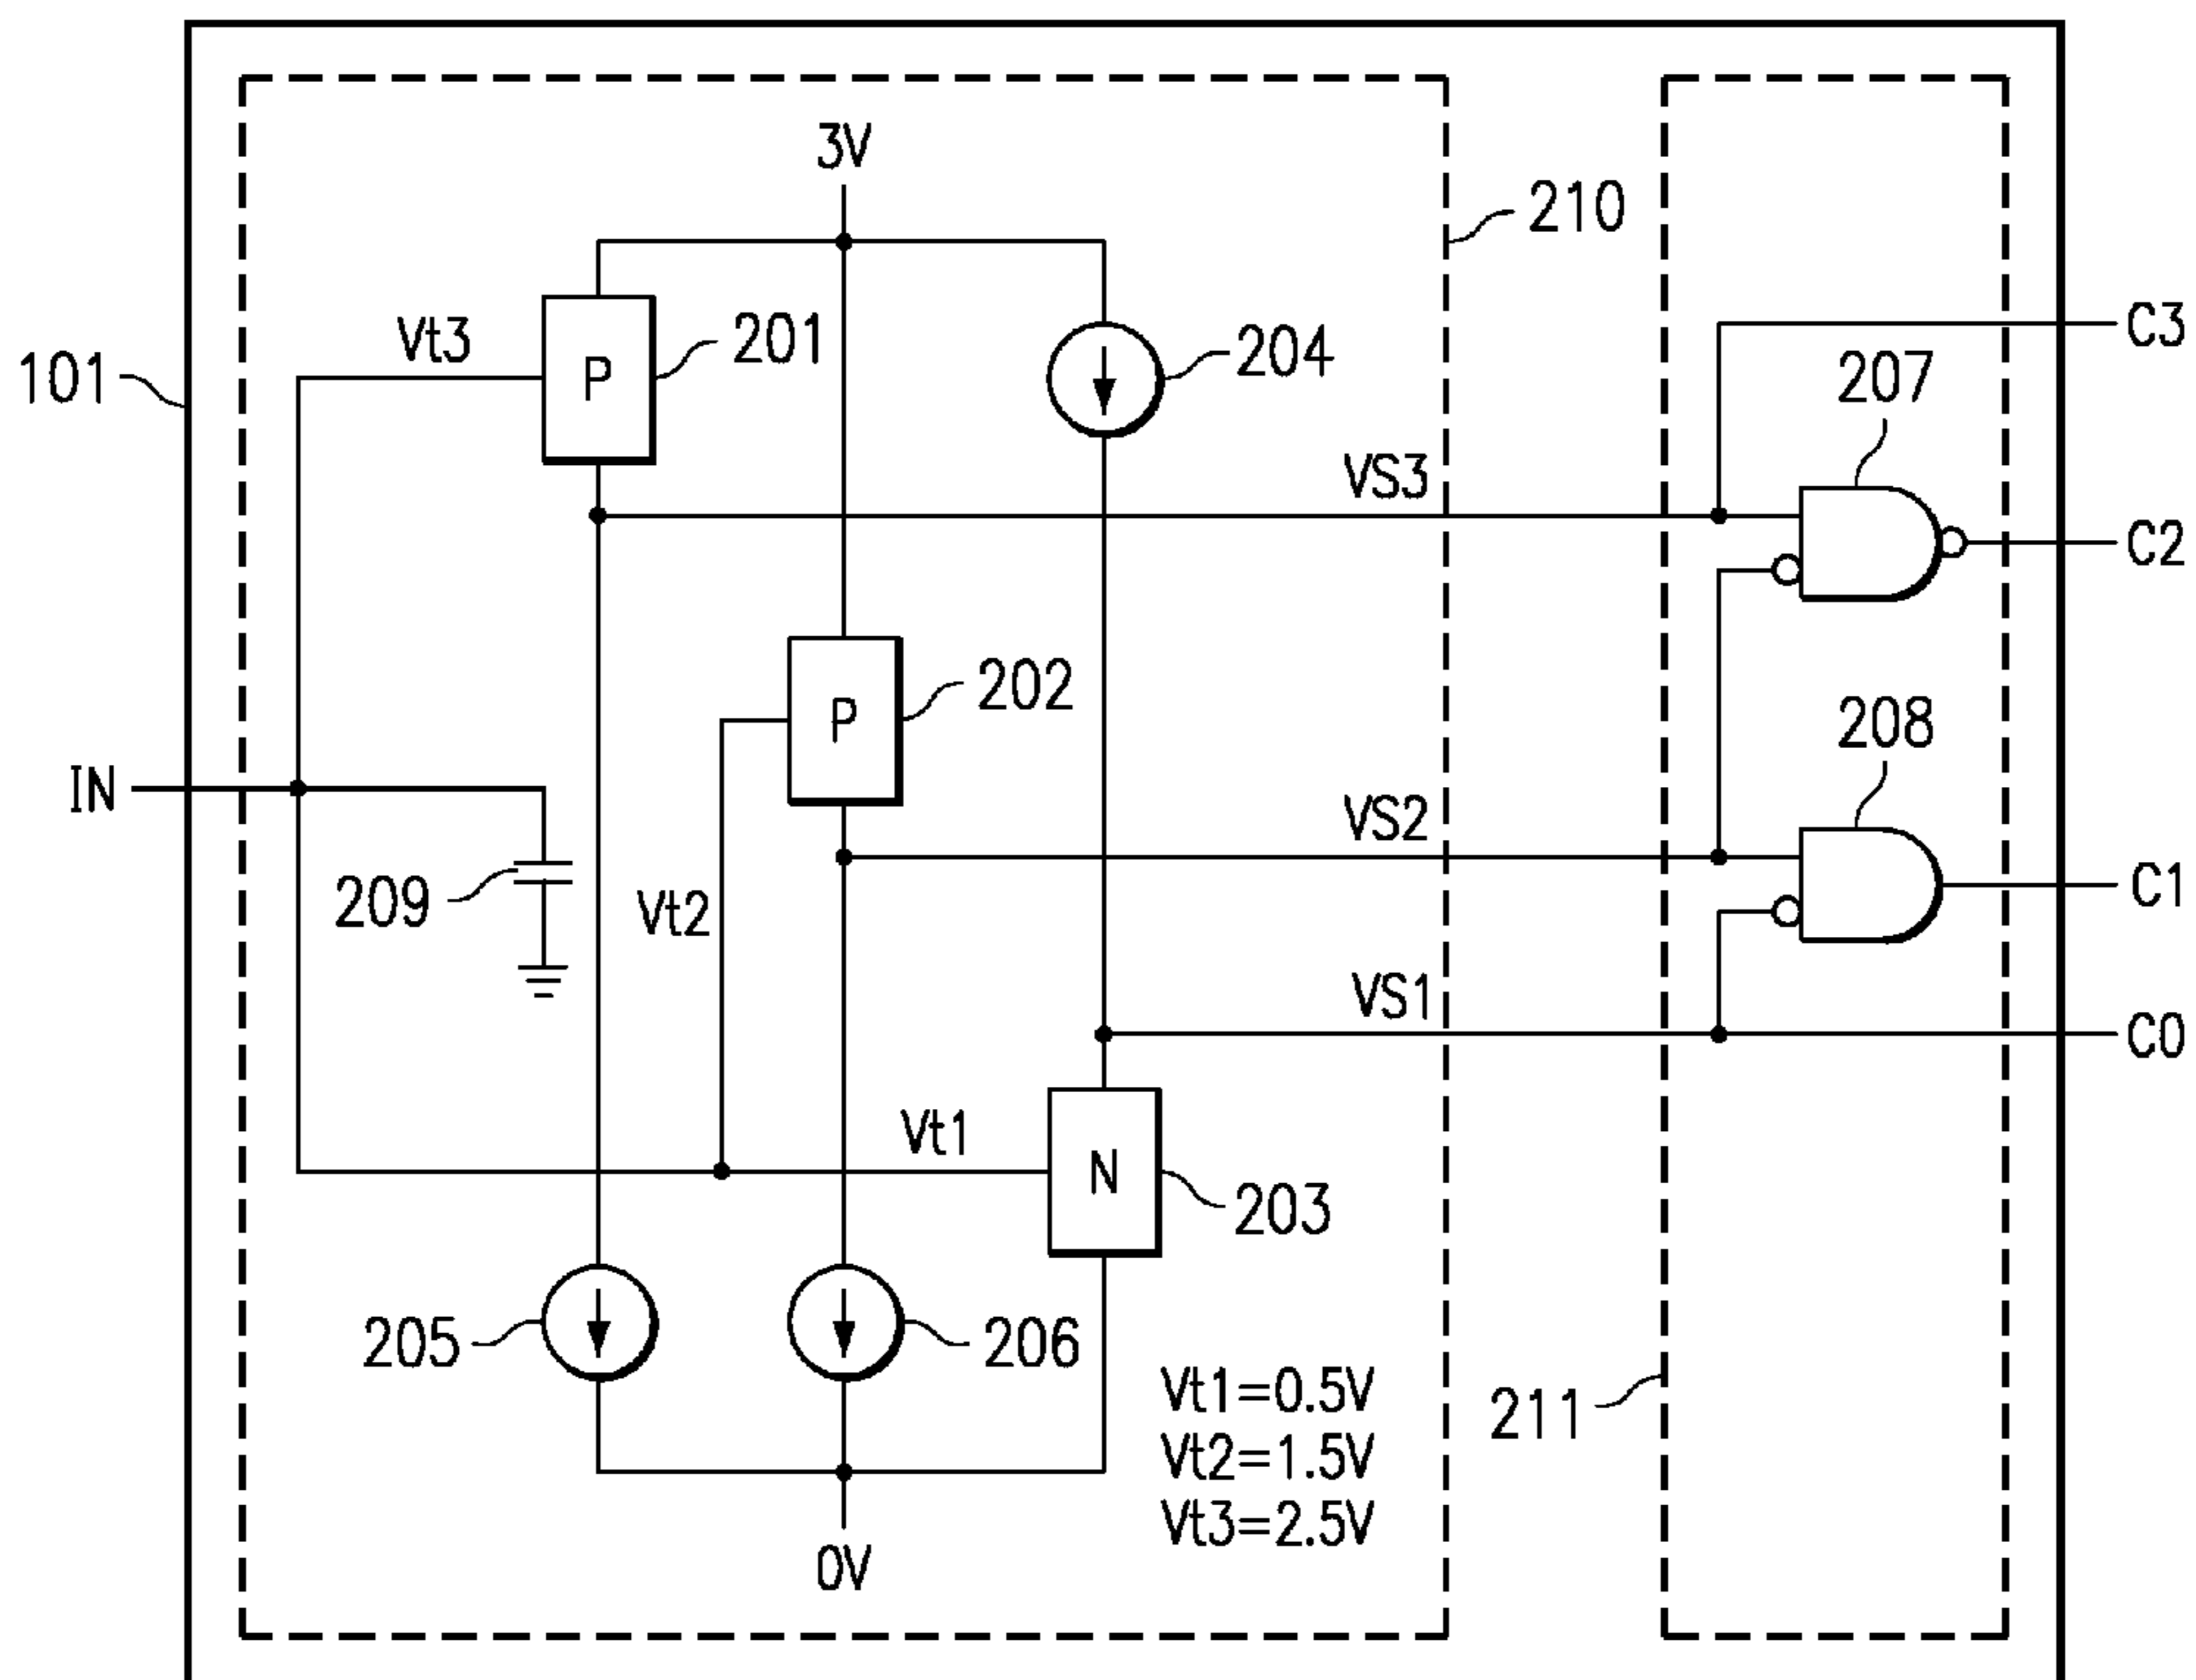 3V
210
Vt3
P
201
204
C3
101
207
VS3
C2
P
202
208
IN
VS2
209
Vt2
C1
VS1
C0
Vt1
N
203
205
206
Vt1=0.5V
Vt2=1.5V
Vt3=2.5V
211
0V